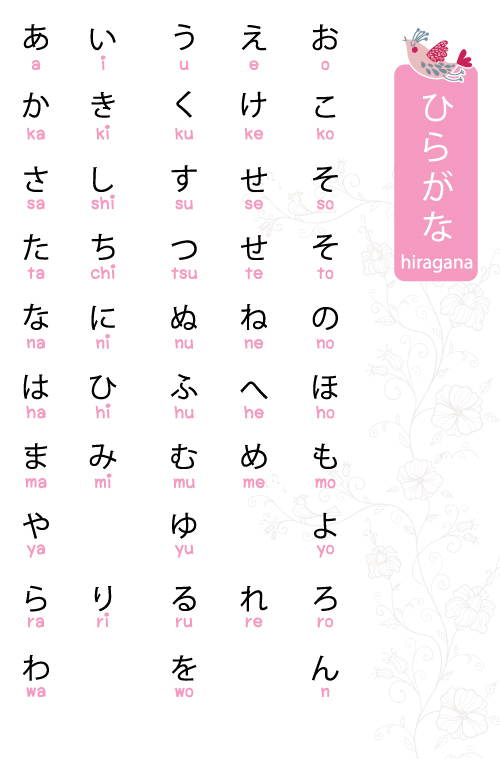 あ い う え お
a i u e o
か き く け こ
ka ki ku ke ko
さ し す せ そ
sa shi su se so
た ち つ せ そ
ta chi tsu te to
な に ぬ ね の
na ni nu ne no
は ひ ふ へ ほ
ha hi hu he ho
ま み む め も
ma mi mu me mo
や ゆ よ
ya yu yo
ら り る れ ろ
ra ri ru re ro
わ を ん
wa wo n
ひらがな
hiragana